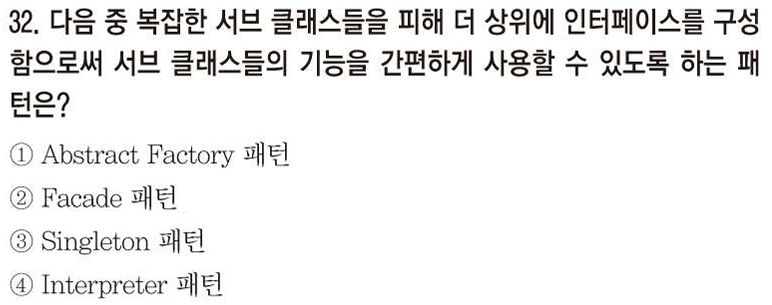 32. 다음 중 복잡한 서브 클래스들을 피해 더 상위에 인터페이스를 구성
함으로써 서브 클래스들의 기능을 간편하게 사용할 수 있도록 하는 패
턴은?
① Abstract Factory 패턴
② Facade 패턴
③ Singleton 패턴
④ Interpreter 패턴